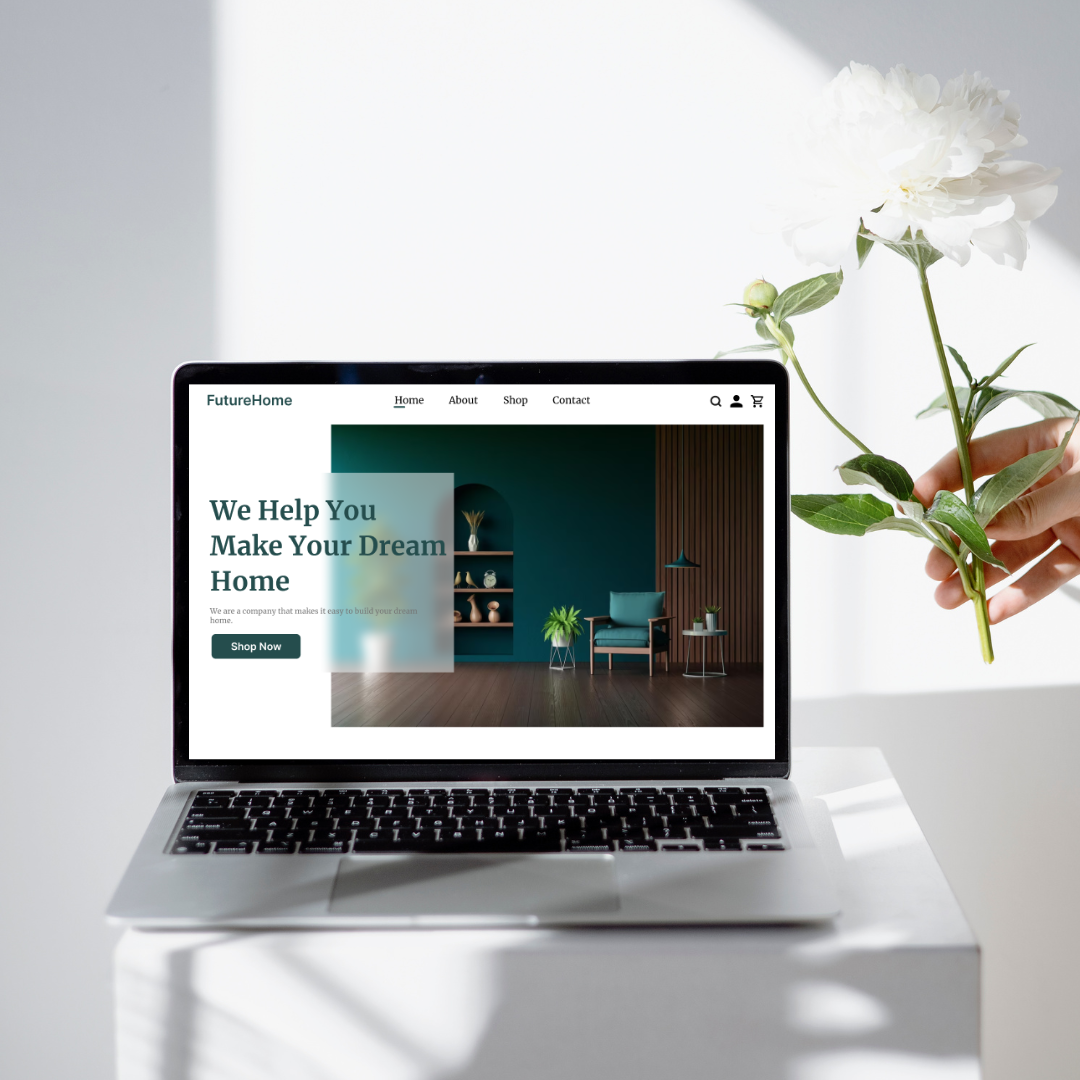 FutureHome
Home About Shop Contact
We Help You
Make Your Dream
Home
We are a company that makes it easy to build your dream
home.
Shop Now